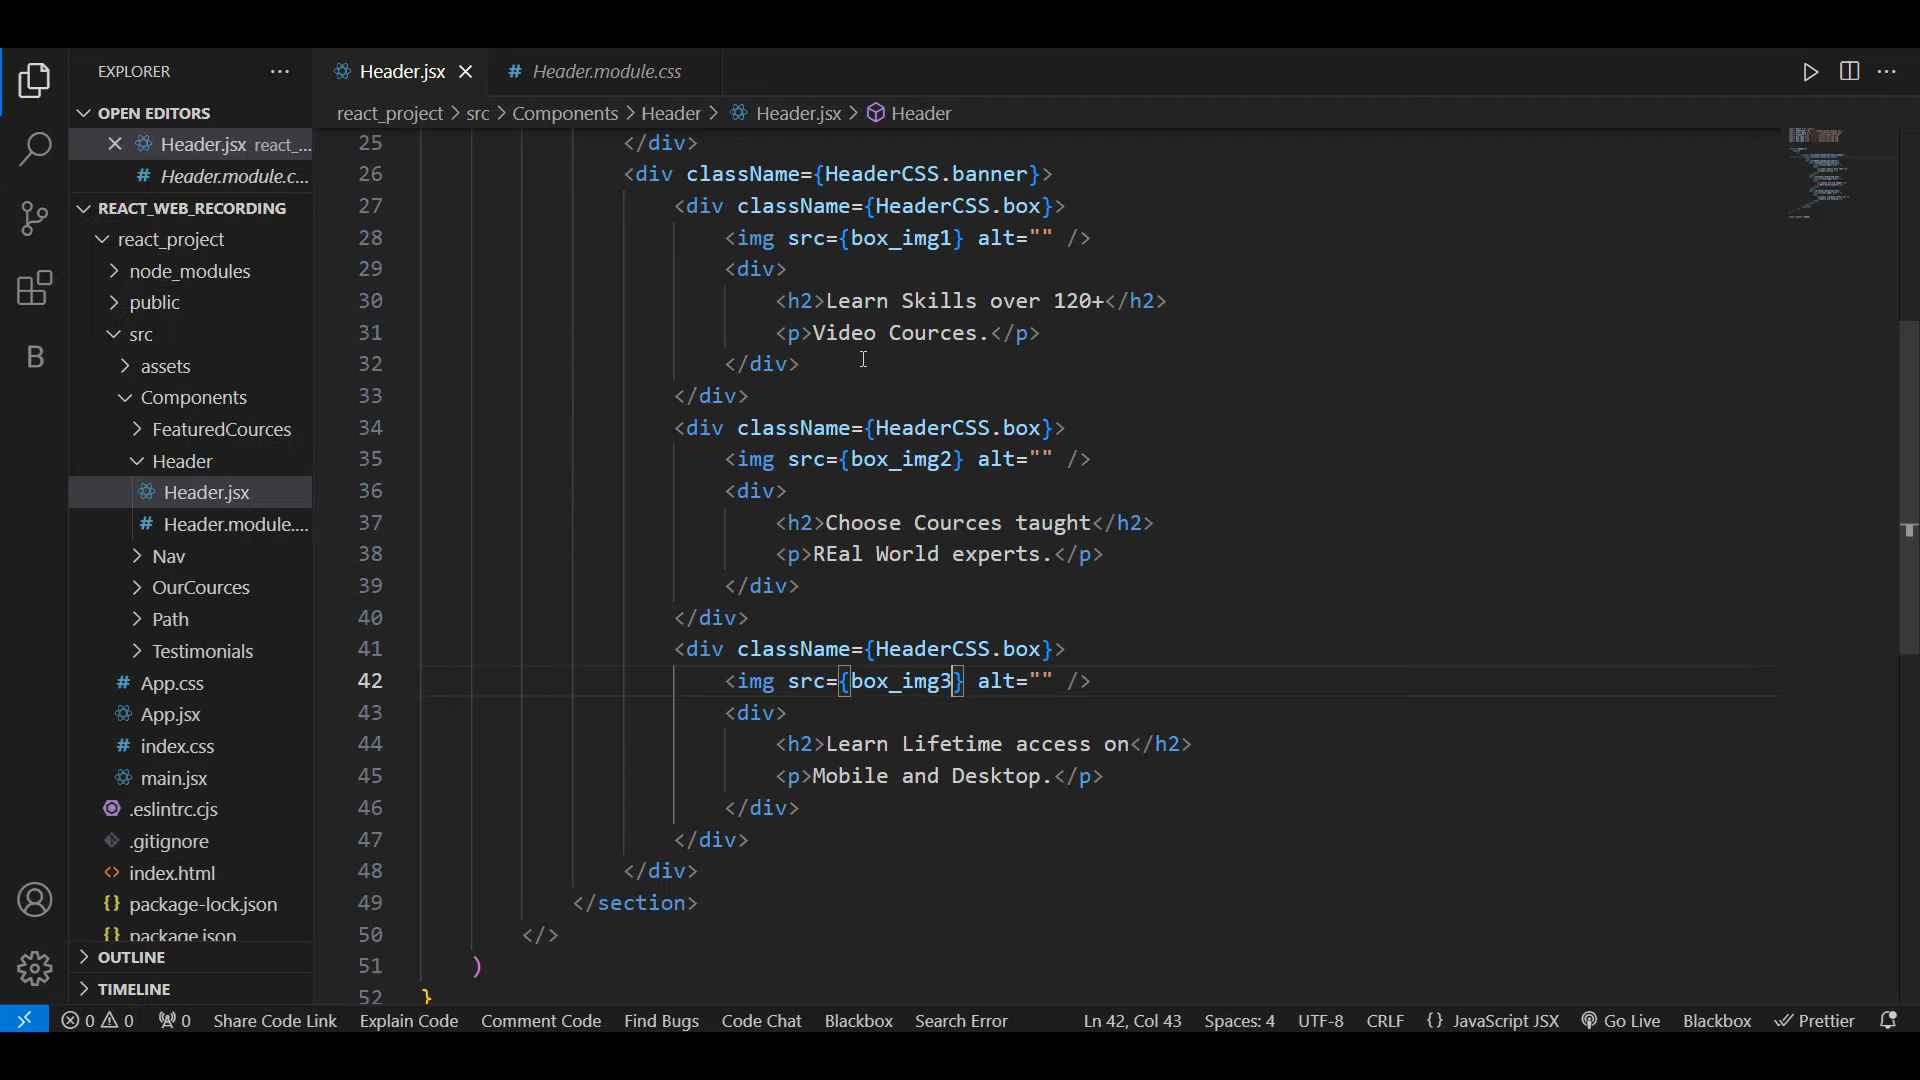 EXPLORER
OPEN EDITORS
Header.jsx react_...
Header.module.c...
REACT_WEB_RECORDING
react_project
node_modules
public
src
assets
Components
FeaturedCources
Header
Header.jsx
Header.module....
Nav
OurCources
Path
Testimonials
App.css
App.jsx
index.css
main.jsx
.eslintrc.cjs
.gitignore
index.html
package-lock.json
package.json
OUTLINE
TIMELINE
B
Header.jsx
Header.module.css
react_project > src > Components > Header > Header.jsx > Header
25 </div>
26 <div className={HeaderCSS.banner}>
27 <div className={HeaderCSS.box}>
28 <img src={box_img1} alt="" />
29 <div>
30 <h2>Learn Skills over 120+</h2>
31 <p>Video Cources.</p>
32 </div>
33 </div>
34 <div className={HeaderCSS.box}>
35 <img src={box_img2} alt="" />
36 <div>
37 <h2>Choose Cources taught</h2>
38 <p>REal World experts.</p>
39 </div>
40 </div>
41 <div className={HeaderCSS.box}>
42 <img src={box_img3} alt="" />
43 <div>
44 <h2>Learn Lifetime access on</h2>
45 <p>Mobile and Desktop.</p>
46 </div>
47 </div>
48 </div>
49 </section>
50 </>
51 )
52 }
0 0 0 Share Code Link Explain Code Comment Code Find Bugs Code Chat Blackbox Search Error Ln 42, Col 43 Spaces: 4 UTF-8 CRLF {} JavaScript JSX Go Live Blackbox Prettier